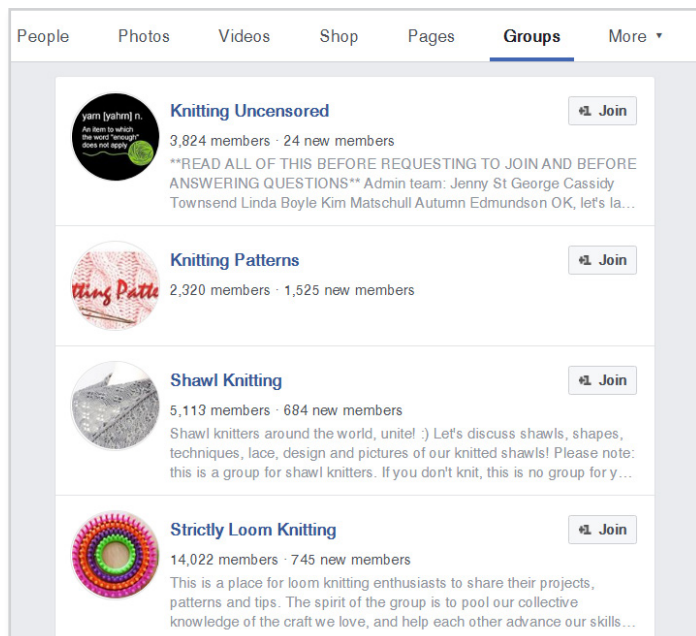 People Photos Videos Shop Pages Groups More ▼
yarn [yahrn] n.
An item to which
the word "enough"
does not apply
Knitting Uncensored
+1 Join
3,824 members · 24 new members
**READ ALL OF THIS BEFORE REQUESTING TO JOIN AND BEFORE
ANSWERING QUESTIONS** Admin team: Jenny St George Cassidy
Townsend Linda Boyle Kim Matschull Autumn Edmundson OK, let's la...
tting Patte
Knitting Patterns
+1 Join
2,320 members · 1,525 new members
Shawl Knitting
+1 Join
5,113 members · 684 new members
Shawl knitters around the world, unite! :) Let's discuss shawls, shapes,
techniques, lace, design and pictures of our knitted shawls! Please note:
this is a group for shawl knitters. If you don't knit, this is no group for y...
Strictly Loom Knitting
+1 Join
14,022 members · 745 new members
This is a place for loom knitting enthusiasts to share their projects,
patterns and tips. The spirit of the group is to pool our collective
knowledge of the craft we love, and help each other advance our skills...